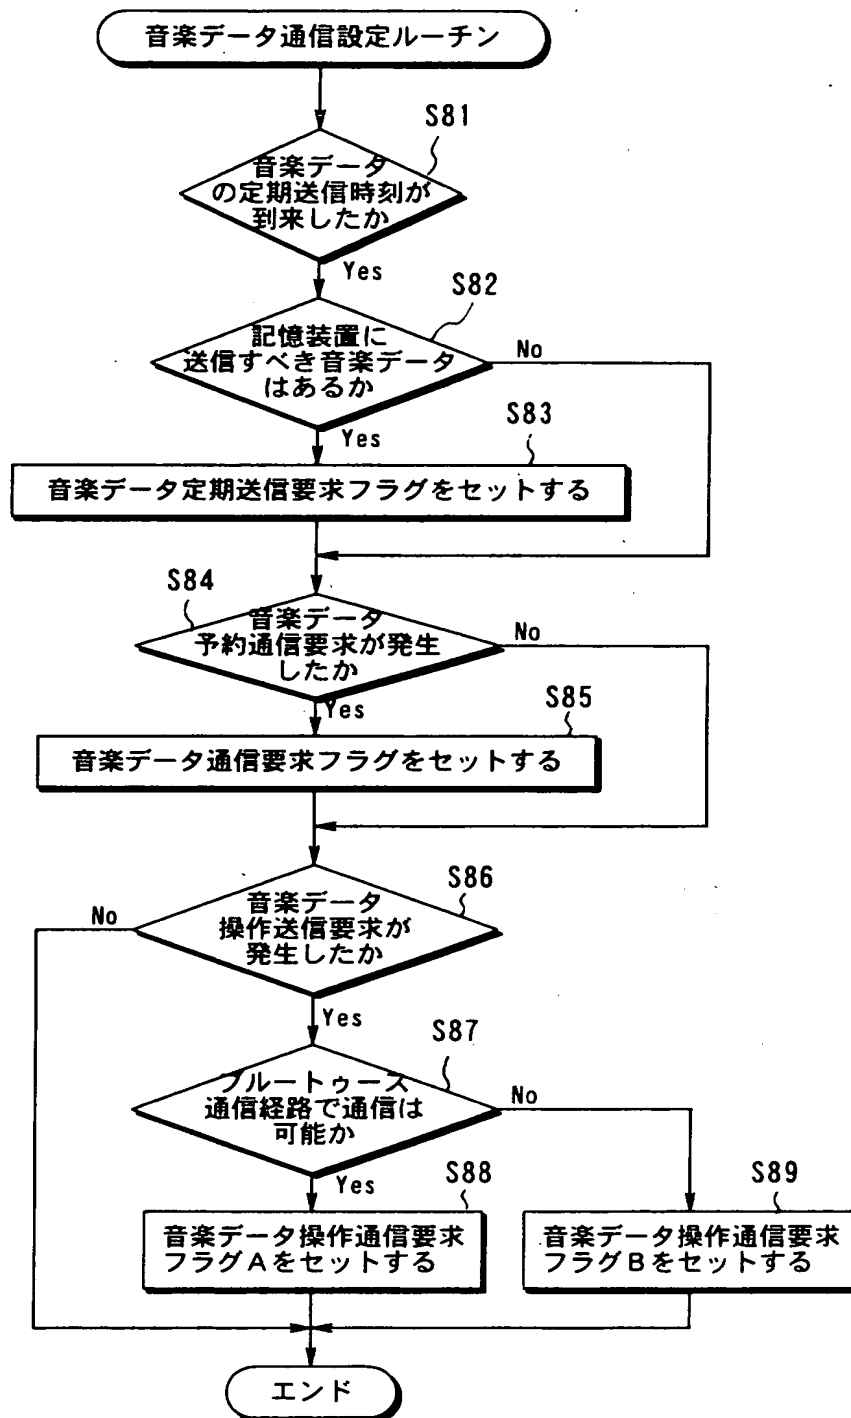 音楽データ通信設定ルーチン
S81
音楽データ
の定期送信時刻が
到来したか
Yes
S82
記憶装置に
送信すべき音楽データ
はあるか
No
Yes
S83
音楽データ定期送信要求フラグをセットする
S84
音楽データ
予約通信要求が発生
したか
No
Yes
S85
音楽データ通信要求フラグをセットする
S86
音楽データ
操作送信要求が
発生したか
No
Yes
S87
ブルートゥース
通信経路で通信は
可能か
No
Yes
S88
音楽データ操作通信要求
フラグAをセットする
S89
音楽データ操作通信要求
フラグBをセットする
エンド